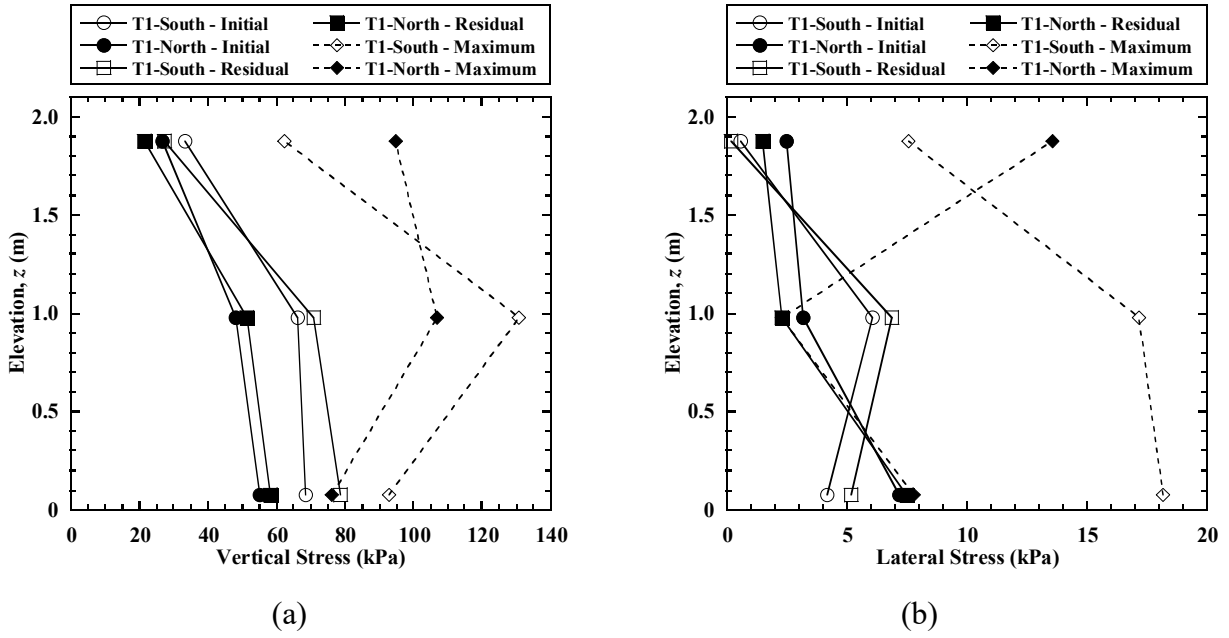 T1-South - Initial
T1-North - Initial
T1-South - Residual
T1-North - Residual
T1-South - Maximum
T1-North - Maximum
2.0
1.5
1.0
0.5
0
Elevation, z (m)
0 20 40 60 80 100 120 140
Vertical Stress (kPa)
(a)
T1-South - Initial
T1-North - Initial
T1-South - Residual
T1-North - Residual
T1-South - Maximum
T1-North - Maximum
2.0
1.5
1.0
0.5
0
Elevation, z (m)
0 5 10 15 20
Lateral Stress (kPa)
(b)